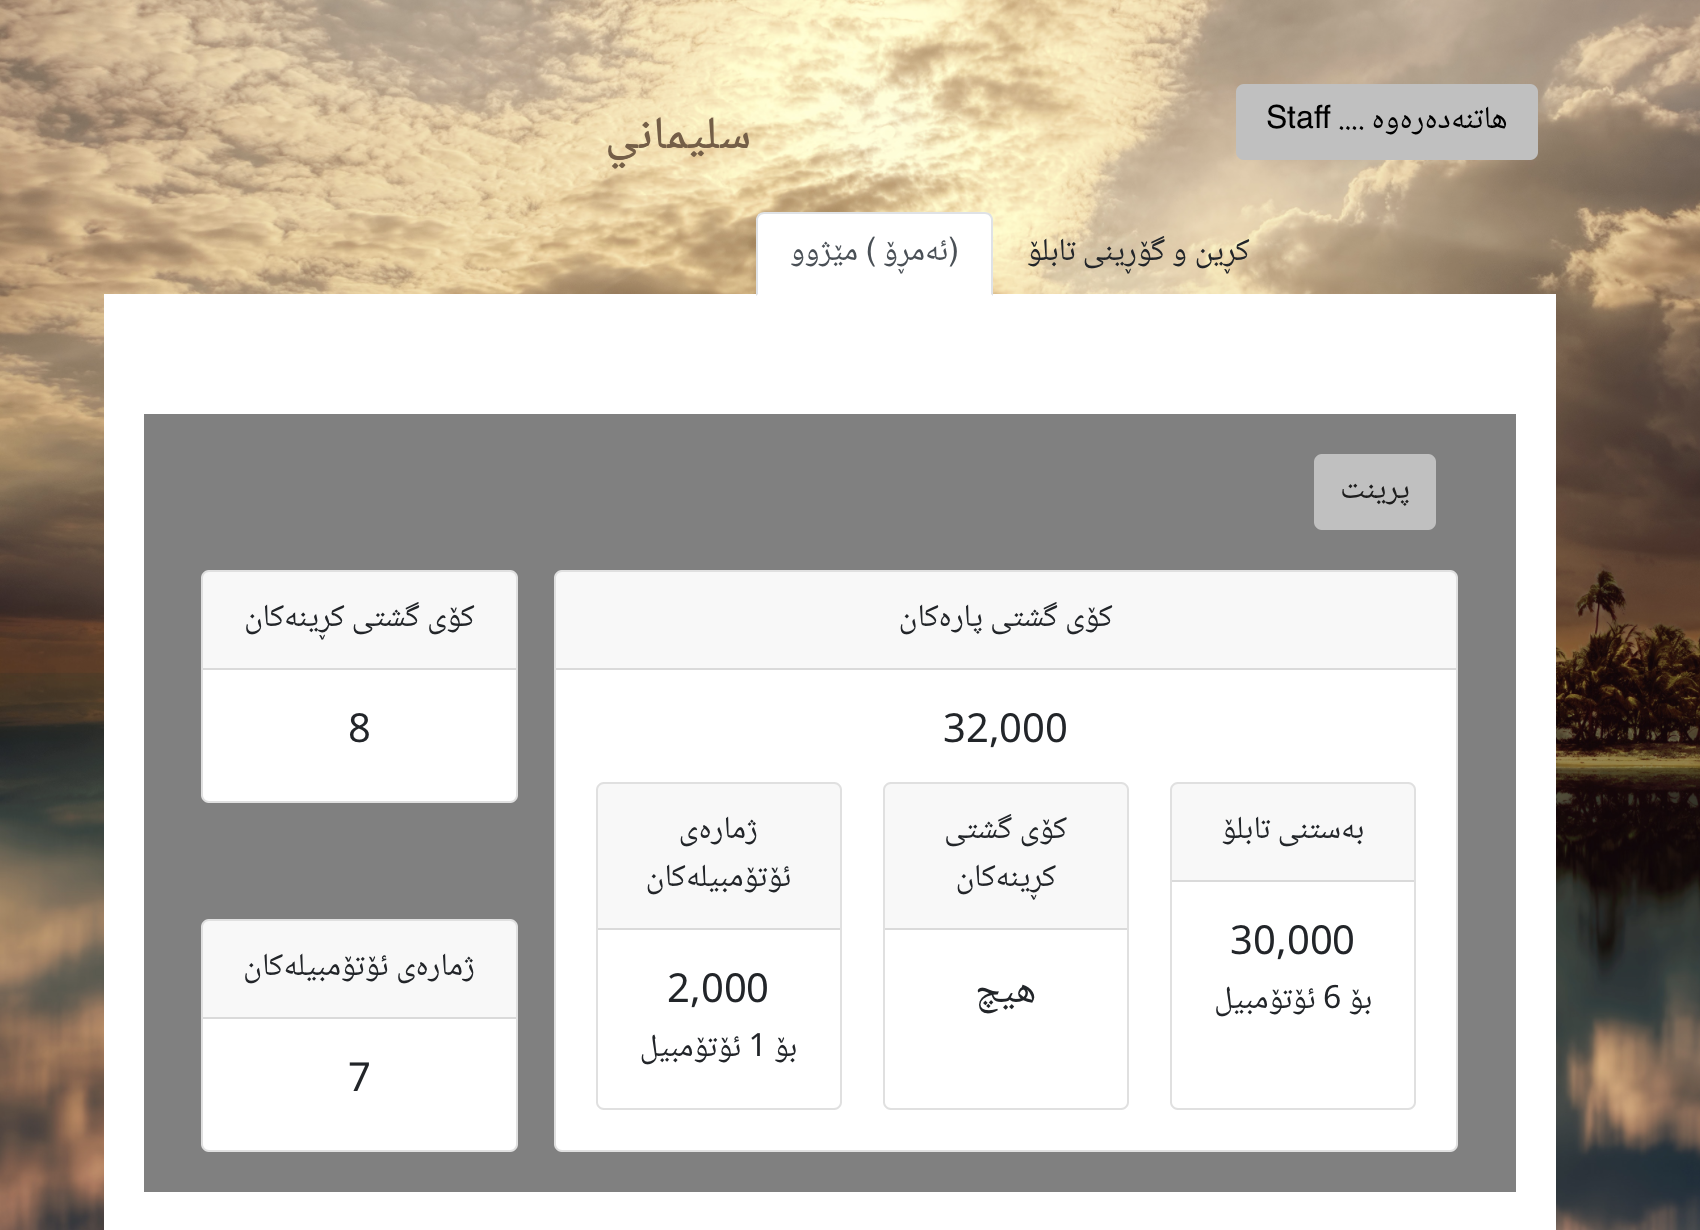 هاتنەدەرەوە .... Staff
سليماني
کڕین و گۆڕینی تابلۆ
(ئەمڕۆ ) مێژوو
پرینت
کۆی گشتی پارەکان
32,000
بەستنی تابلۆ
30,000
بۆ 6 ئۆتۆمبیل
کۆی گشتی
کڕینەکان
هیچ
ژمارەی
ئۆتۆمبیلەکان
2,000
بۆ 1 ئۆتۆمبیل
کۆی گشتی کڕینەکان
8
ژمارەی ئۆتۆمبیلەکان
7